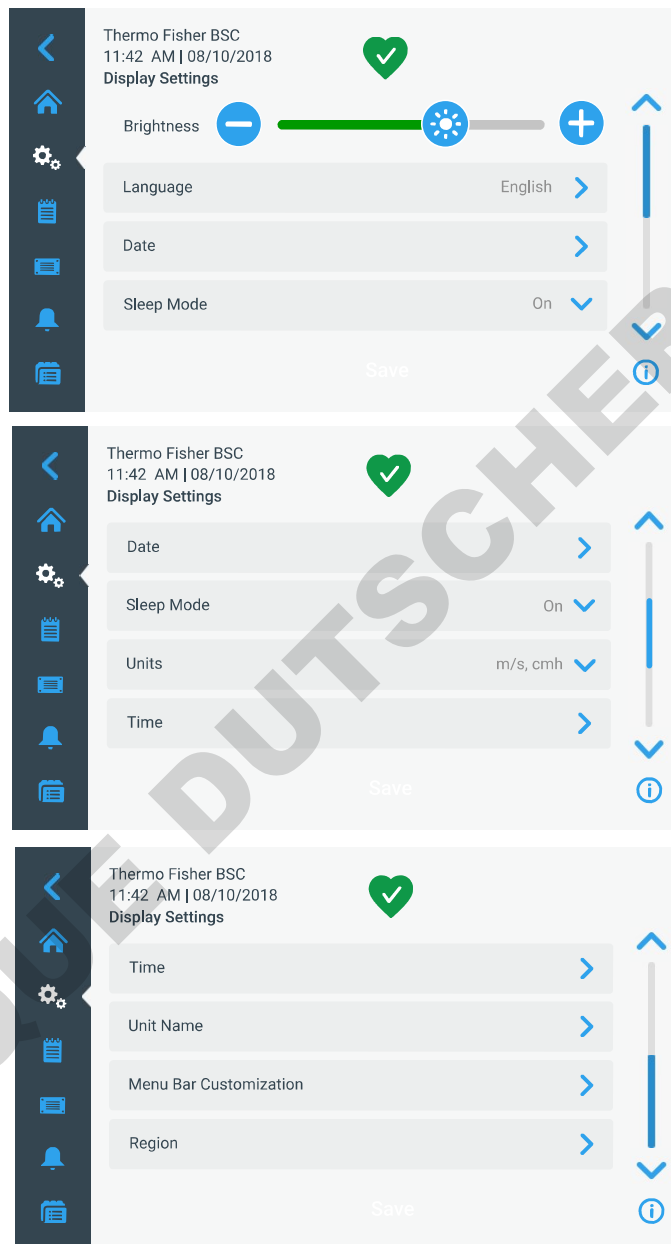 Thermo Fisher BSC
11:42 AM | 08/10/2018
Display Settings
Brightness
Language English
Date
Sleep Mode On
Save
Thermo Fisher BSC
11:42 AM | 08/10/2018
Display Settings
Date
Sleep Mode On
Units m/s, cmh
Time
Save
Thermo Fisher BSC
11:42 AM | 08/10/2018
Display Settings
Time
Unit Name
Menu Bar Customization
Region
Save
QUE DUTSCHER